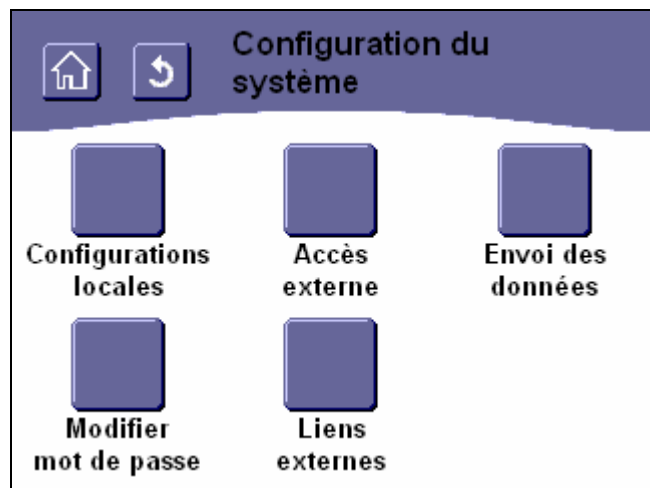 Configuration du
système
Configurations
locales
Accès
externe
Envoi des
données
Modifier
mot de passe
Liens
externes